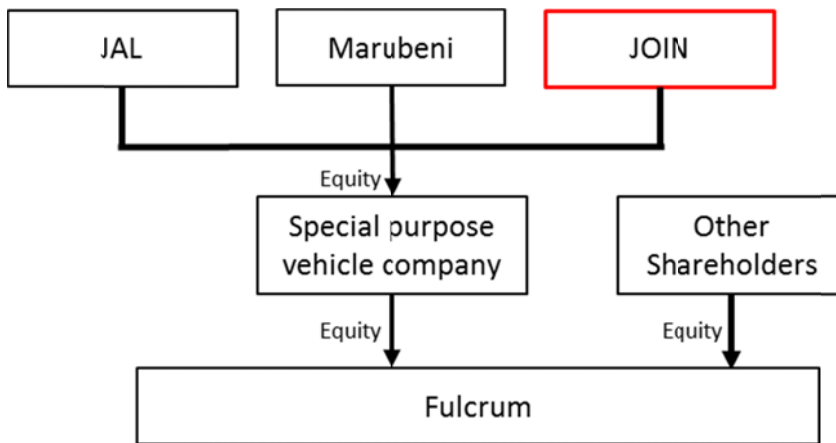 JAL
Marubeni
JOIN
Equity
Special purpose
vehicle company
Other
Shareholders
Equity
Equity
Fulcrum